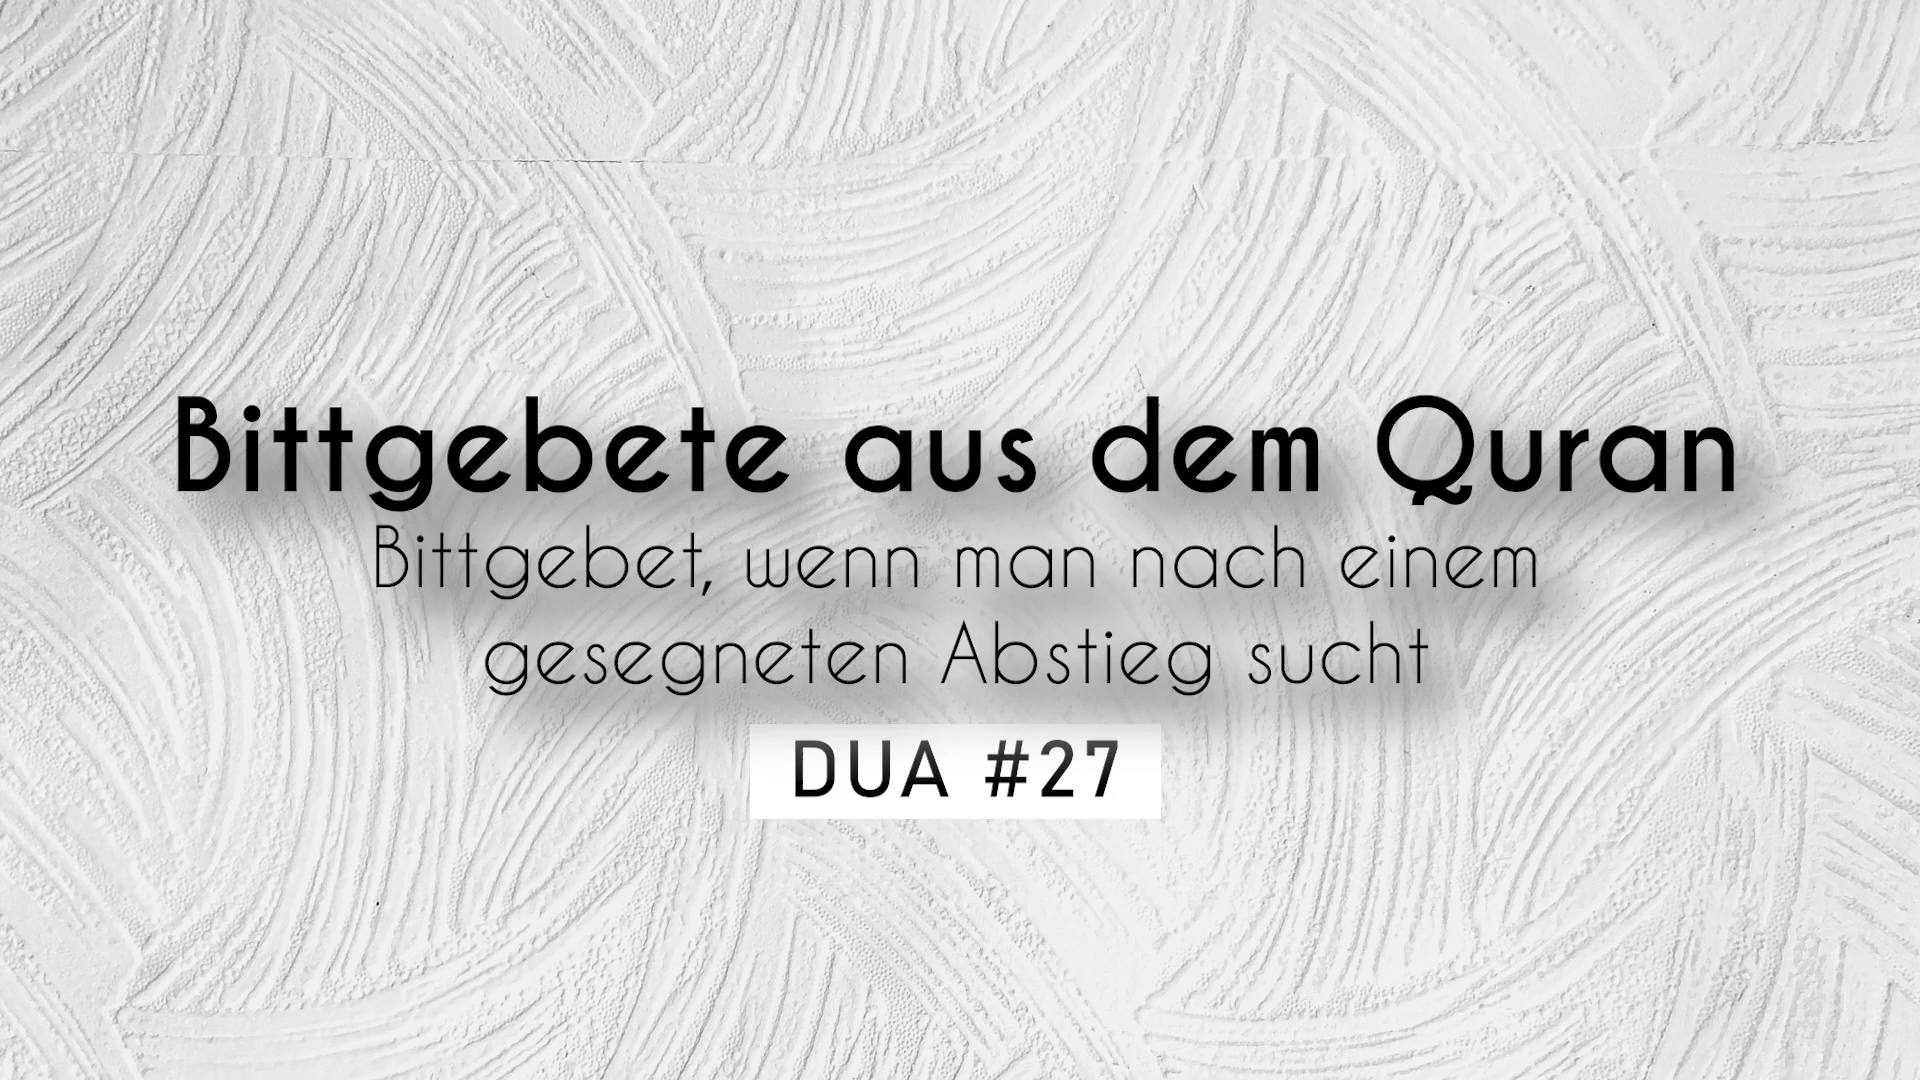 Bittgebete aus dem Quran
Bittgebet, wenn man nach einem
gesegneten Abstieg sucht
DUA #27